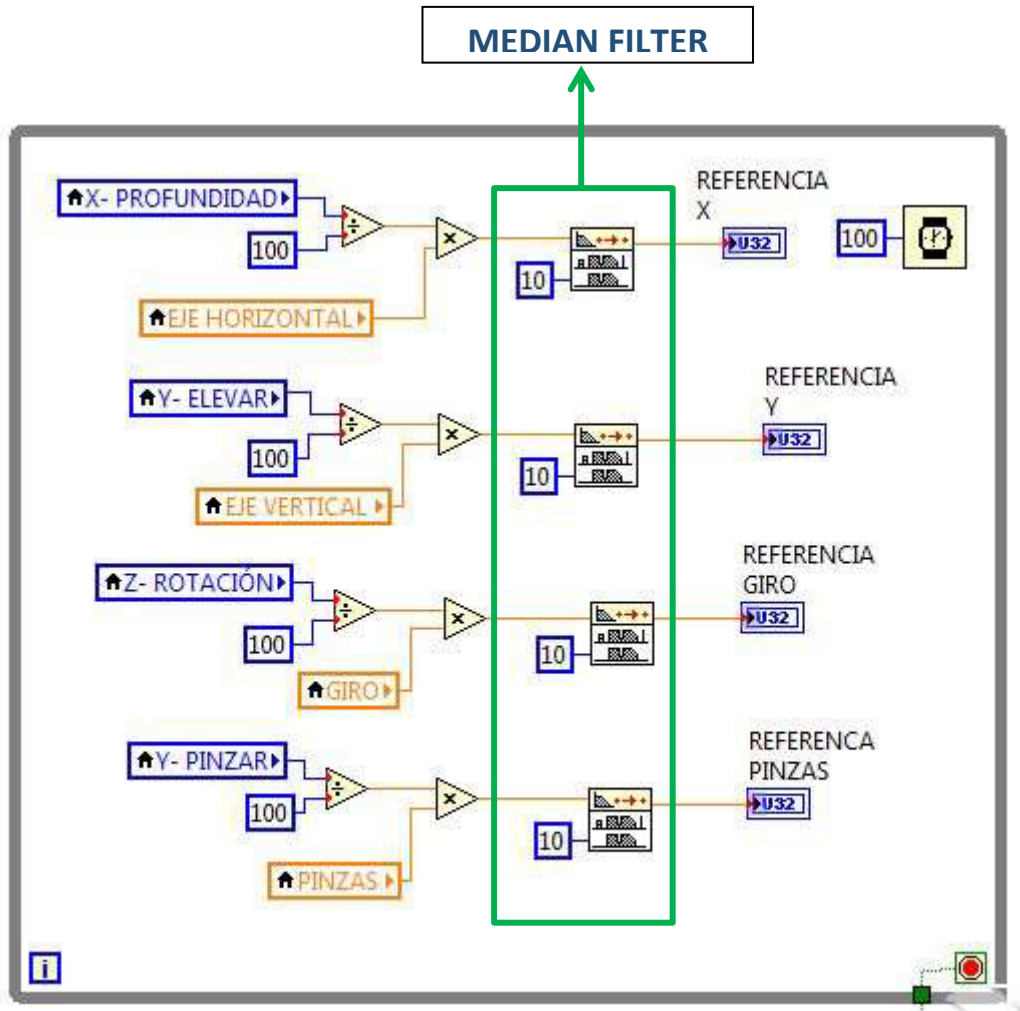 MEDIAN FILTER
X- PROFUNDIDAD
100
EJE HORIZONTAL
10
REFERENCIA
X
U32
100
Y- ELEVAR
100
EJE VERTICAL
10
REFERENCIA
Y
U32
Z- ROTACIÓN
100
GIRO
10
REFERENCIA
GIRO
U32
Y- PINZAR
100
PINZAS
10
REFERENCA
PINZAS
U32
i